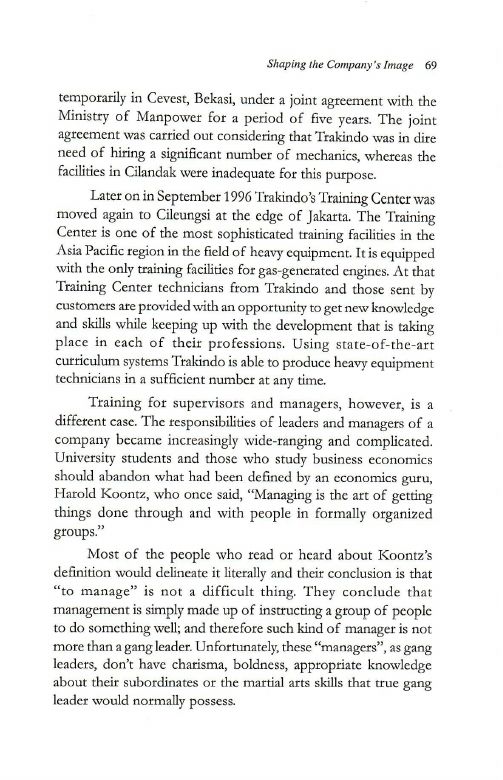 Shaping the Company's Image 69
temporarily in Cevest, Bekasi, under a joint agreement with the
Ministry of Manpower for a period of five years. The joint
agreement was carried out considering that Trakindo was in dire
need of hiring a significant number of mechanics, whereas the
facilities in Cilandak were inadequate for this purpose.
Later on in September 1996 Trakindo's Training Center was
moved again to Cileungsi at the edge of Jakarta. The Training
Center is one of the most sophisticated training facilities in the
Asia Pacific region in the field of heavy equipment. It is equipped
with the only training facilities for gas-generated engines. At that
Training Center technicians from Trakindo and those sent by
customers are provided with an opportunity to get new knowledge
and skills while keeping up with the development that is taking
place in each of their professions. Using state-of-the-art
curriculum systems Trakindo is able to produce heavy equipment
technicians in a sufficient number at any time.
Training for supervisors and managers, however, is a
different case. The responsibilities of leaders and managers of a
company became increasingly wide-ranging and complicated.
University students and those who study business economics
should abandon what had been defined by an economics guru,
Harold Koontz, who once said, "Managing is the art of getting
things done through and with people in formally organized
groups."
Most of the people who read or heard about Koontz's
definition would delineate it literally and their conclusion is that
"to manage" is not a difficult thing. They conclude that
management is simply made up of instructing a group of people
to do something well; and therefore such kind of manager is not
more than a gang leader. Unfortunately, these "managers", as gang
leaders, don't have charisma, boldness, appropriate knowledge
about their subordinates or the martial arts skills that true gang
leader would normally possess.